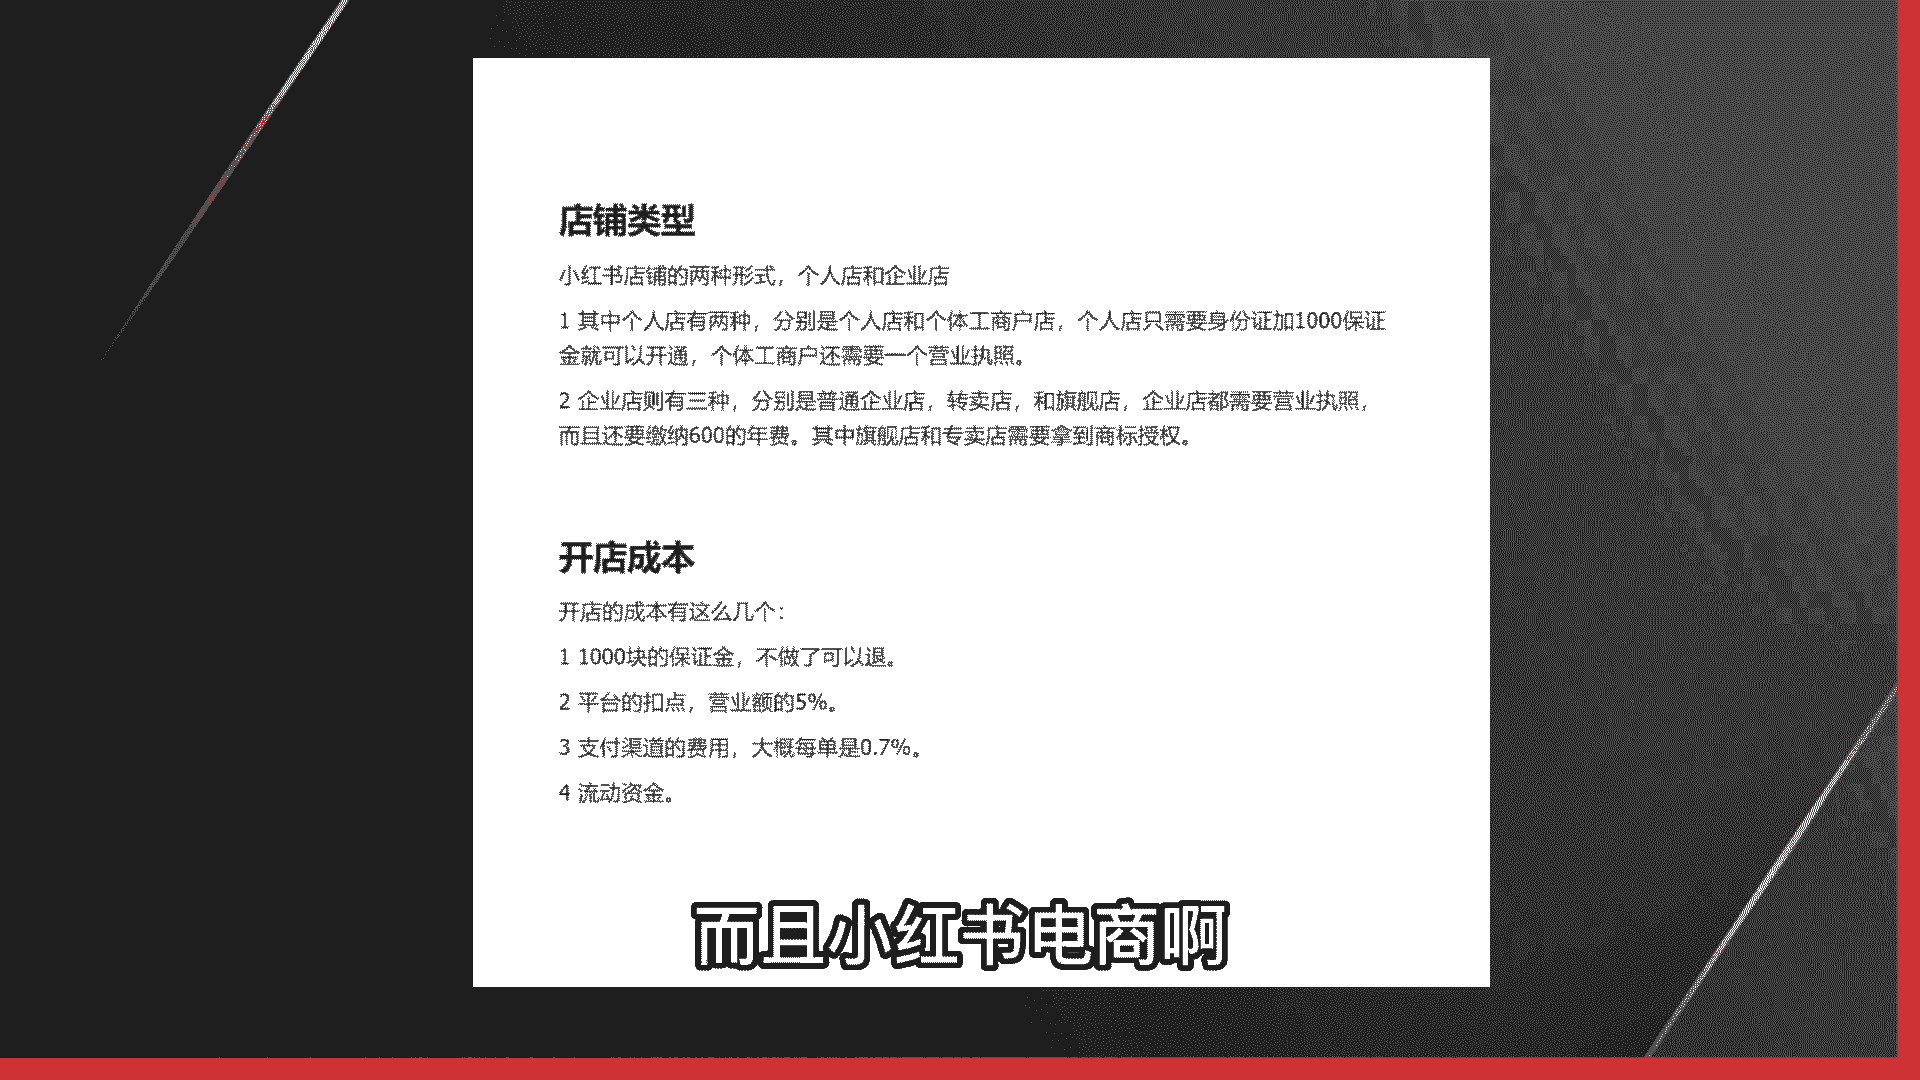 店铺类型
小红书店铺的两种形式，个人店和企业店
1 其中个人店有两种，分别是个人店和个体工商户店，个人店只需要身份证加1000保证
金就可以开通，个体工商户还需要一个营业执照。
2 企业店则有三种，分别是普通企业店，转卖店，和旗舰店，企业店都需要营业执照，
而且还要缴纳600的年费。其中旗舰店和专卖店需要拿到商标授权。
开店成本
开店的成本有这么几个：
1 1000块的保证金，不做了可以退。
2 平台的扣点，营业额的5%。
3 支付渠道的费用，大概每单是0.7%。
4 流动资金。
而且小红书电商啊